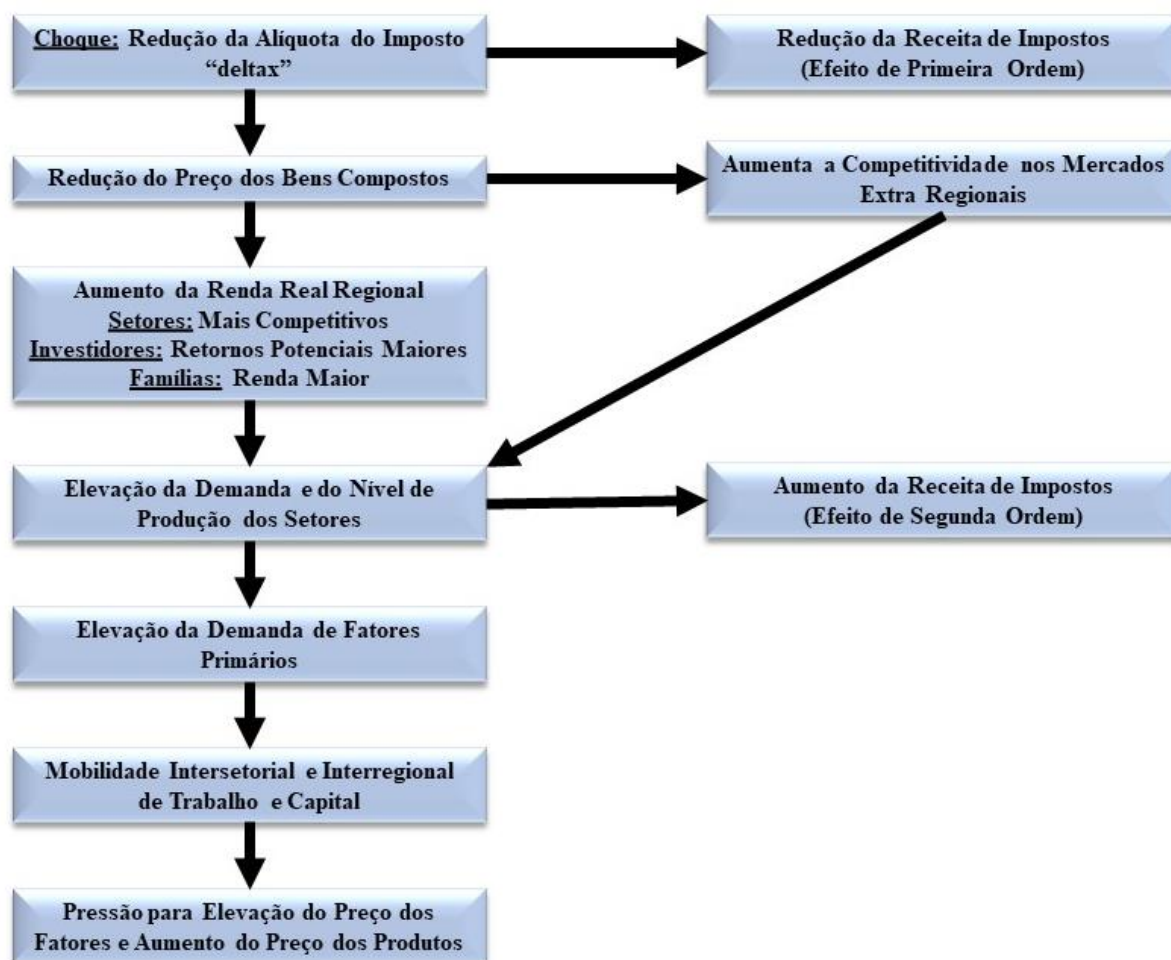 Choque: Redução da Alíquota do Imposto
“deltax”
Redução da Receita de Impostos
(Efeito de Primeira Ordem)
Redução do Preço dos Bens Compostos
Aumenta a Competitividade nos Mercados
Extra Regionais
Aumento da Renda Real Regional
Setores: Mais Competitivos
Investidores: Retornos Potenciais Maiores
Famílias: Renda Maior
Elevação da Demanda e do Nível de
Produção dos Setores
Aumento da Receita de Impostos
(Efeito de Segunda Ordem)
Elevação da Demanda de Fatores
Primários
Mobilidade Intersetorial e Interregional
de Trabalho e Capital
Pressão para Elevação do Preço dos
Fatores e Aumento do Preço dos Produtos